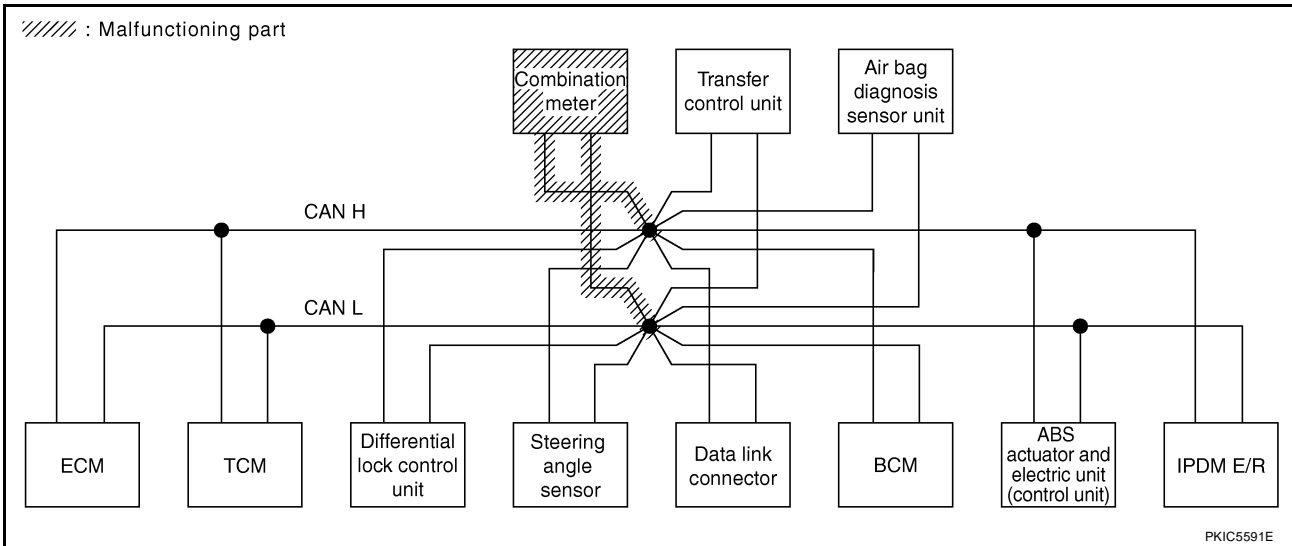 : Malfunctioning part
Combination
meter
Transfer
control unit
Air bag
diagnosis
sensor unit
CAN H
CAN L
ECM
TCM
Differential
lock control
unit
Steering
angle
sensor
Data link
connector
BCM
ABS
actuator and
electric unit
(control unit)
IPDM E/R
PKIC5591E